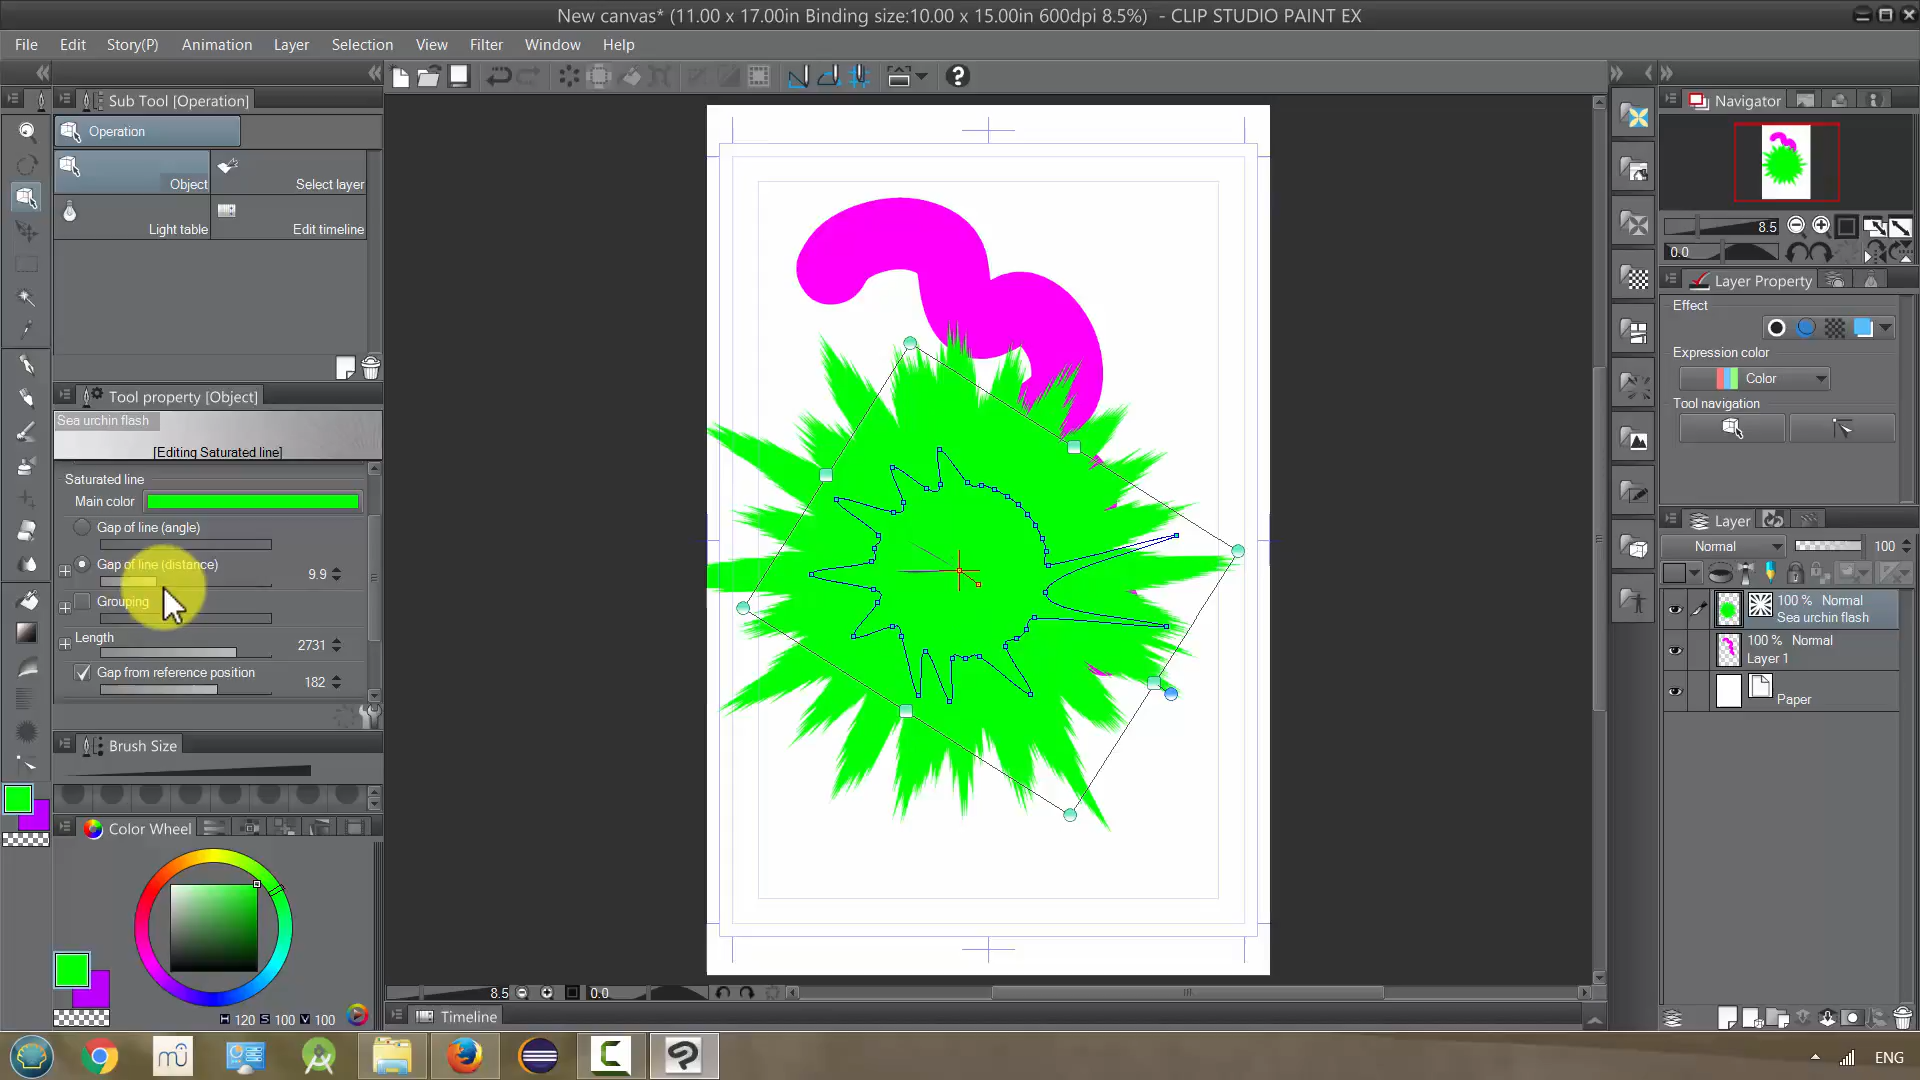 New canvas* (11.00 x 17.00in Binding size:10.00 x 15.00in 600dpi 8.5%) - CLIP STUDIO PAINT EX
File Edit Story(P) Animation Layer Selection View Filter Window Help
Sub Tool [Operation]
Operation
Object
Select layer
Light table
Edit timeline
Tool property [Object]
Sea urchin flash
[Editing Saturated line]
Saturated line
Main color
Gap of line (angle)
Gap of line (distance)
9.9
Grouping
Length
2731
Gap from reference position
182
Brush Size
Color Wheel
H 120 S 100 V 100
8.5
0.0
Timeline
Navigator
8.5
0.0
Layer Property
Effect
Expression color
Color
Tool navigation
Layer
Normal
100
100 % Normal
Sea urchin flash
100 % Normal
Layer 1
Paper
ENG